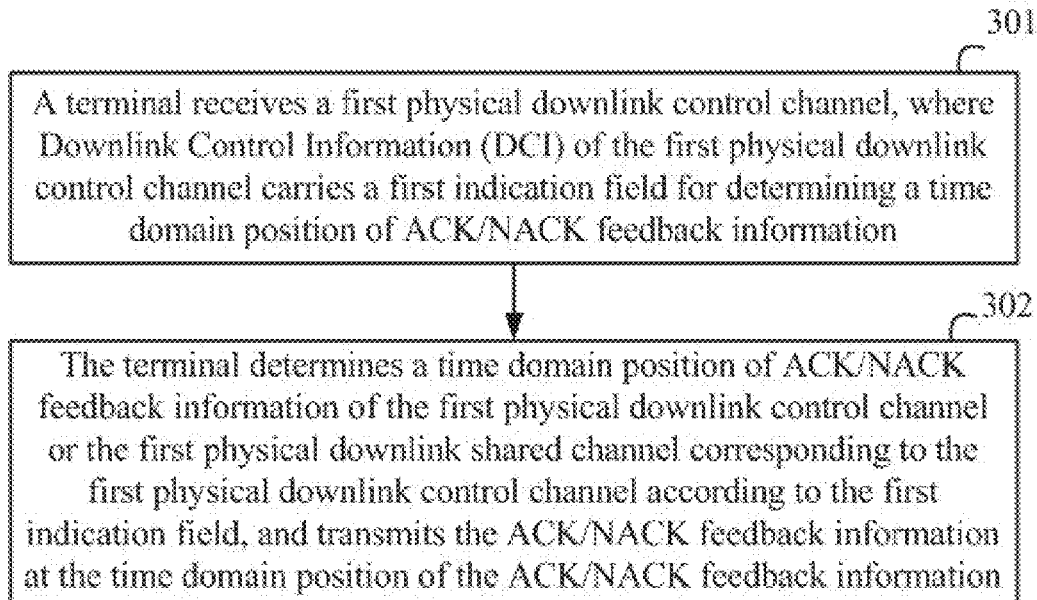 301
A terminal receives a first physical downlink control channel, where
Downlink Control Information (DCI) of the first physical downlink
control channel carries a first indication field for determining a time
domain position of ACK/NACK feedback information
302
The terminal determines a time domain position of ACK/NACK
feedback information of the first physical downlink control channel
or the first physical downlink shared channel corresponding to the
first physical downlink control channel according to the first
indication field, and transmits the ACK/NACK feedback information
at the time domain position of the ACK/NACK feedback information